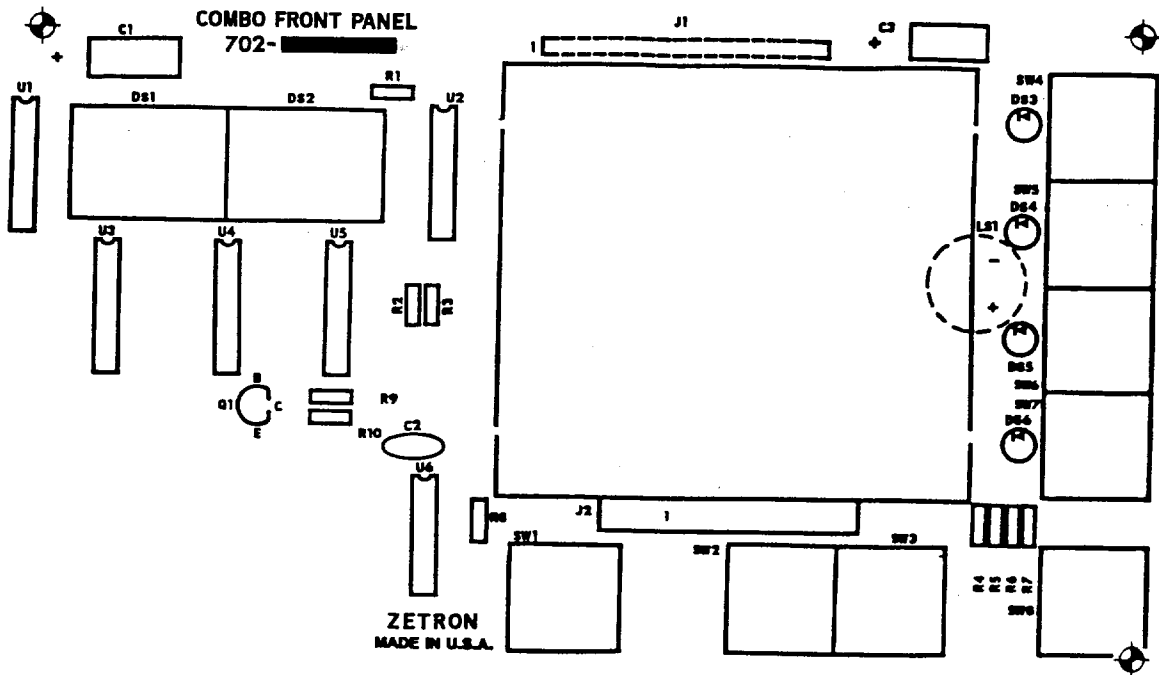 COMBO FRONT PANEL
702-
C1
+
J1
1
+
C3
R1
U1
DS1
DS2
U2
SW4
DS3
SW5
DS4
LS1
-
+
U3
U4
U5
R2
R3
DS5
SW6
SW7
DS6
B
Q1
C
E
R9
R10
C2
U6
R8
J2
1
SW1
SW2
SW3
R4
R5
R6
R7
SW8
ZETRON
MADE IN U.S.A.